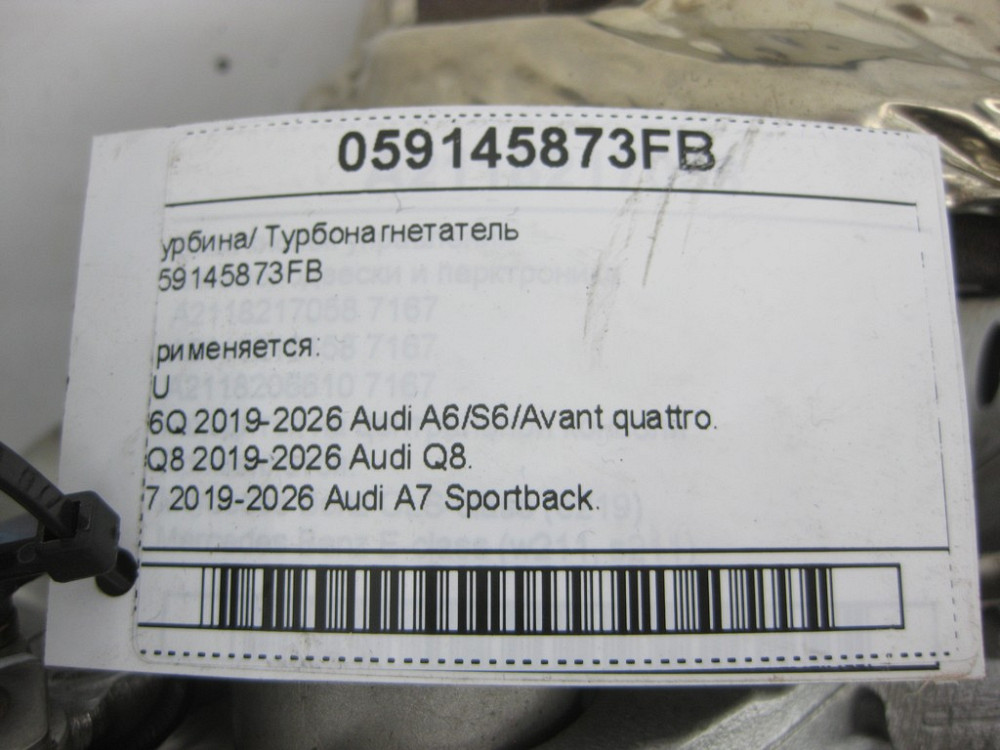 059145873FB
урбина/ Турбонагнетатель
59145873FB
рименяется:
U
6Q 2019-2026 Audi A6/S6/Avant quattro.
Q8 2019-2026 Audi Q8.
7 2019-2026 Audi A7 Sportback.